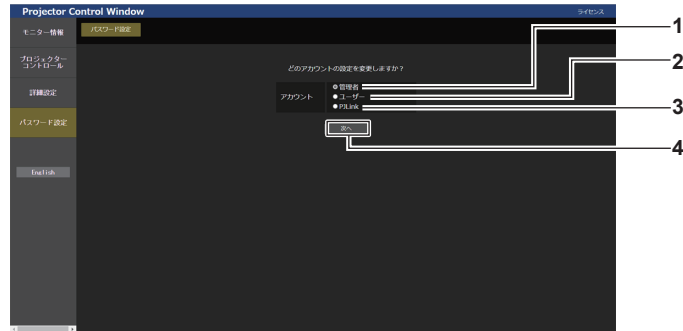 Projector Control Window
ライセンス
モニター情報
パスワード設定
プロジェクター
コントロール
詳細設定
パスワード設定
English
どのアカウントの設定を変更しますか？
アカウント
管理者
ユーザー
PJLink
次へ
1
2
3
4